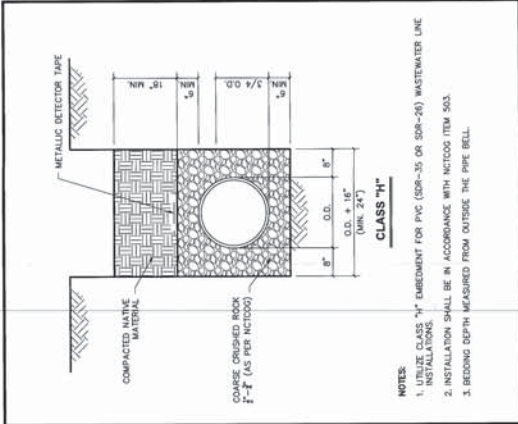 METALLIC DETECTOR TAPE
COMPACTED NATIVE
MATERIAL
18" MIN.
6"
MIN.
3/4 O.D.
6"
MIN.
COARSE CRUSHED ROCK
(AS PER NCTCOG)
8"
O.D.
8"
O.D. + 16"
(MIN. 24")
CLASS "H"
NOTES:
1. UTILIZE CLASS "H" EMBEDMENT FOR PVC (SDR-35 OR SDR-26) WASTEWATER LINE
INSTALLATIONS.
2. INSTALLATION SHALL BE IN ACCORDANCE WITH NCTCOG ITEM 503.
3. BEDDING DEPTH MEASURED FROM OUTSIDE THE PIPE BELL.